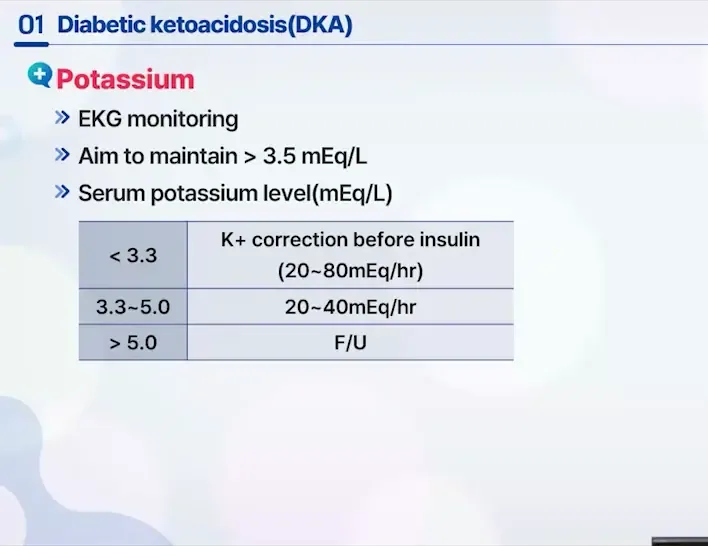 01 Diabetic ketoacidosis(DKA)
Potassium
EKG monitoring
Aim to maintain > 3.5 mEq/L
Serum potassium level(mEq/L)
< 3.3 K+ correction before insulin
(20~80mEq/hr)
3.3~5.0 20~40mEq/hr
> 5.0 F/U